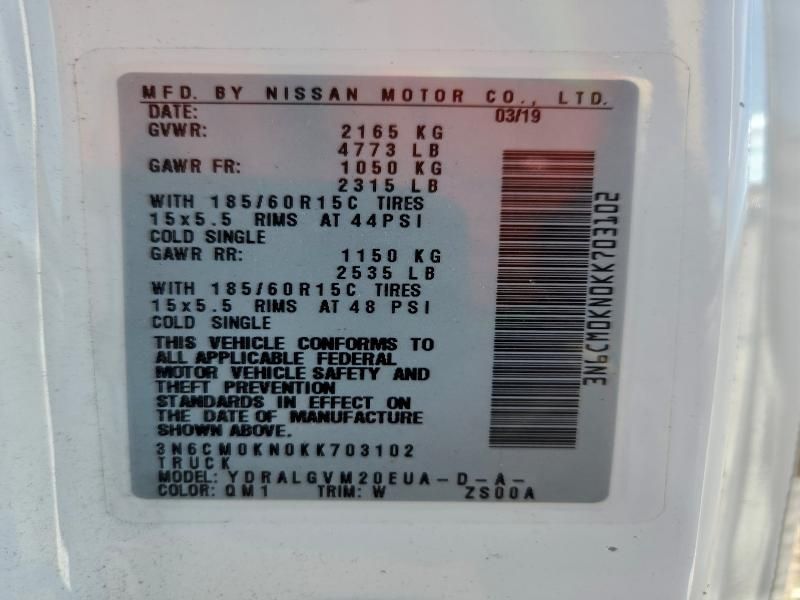 MFD. BY NISSAN MOTOR CO., LTD.
DATE: 03/19
GVWR: 2165 KG
4773 LB
GAWR FR: 1050 KG
2315 LB
WITH 185/60R15C TIRES
15x5.5 RIMS AT 44PSI
COLD SINGLE
GAWR RR: 1150 KG
2535 LB
WITH 185/60R15C TIRES
15x5.5 RIMS AT 48 PSI
COLD SINGLE
THIS VEHICLE CONFORMS TO
ALL APPLICABLE FEDERAL
MOTOR VEHICLE SAFETY AND
THEFT PREVENTION
STANDARDS IN EFFECT ON
THE DATE OF MANUFACTURE
SHOWN ABOVE.
3N6CM0KN0KK703102
TRUCK
MODEL: YDRALGVM20EUA-D-A-
COLOR: QM1 TRIM: W ZS00A
3N6CM0KN0KK703102